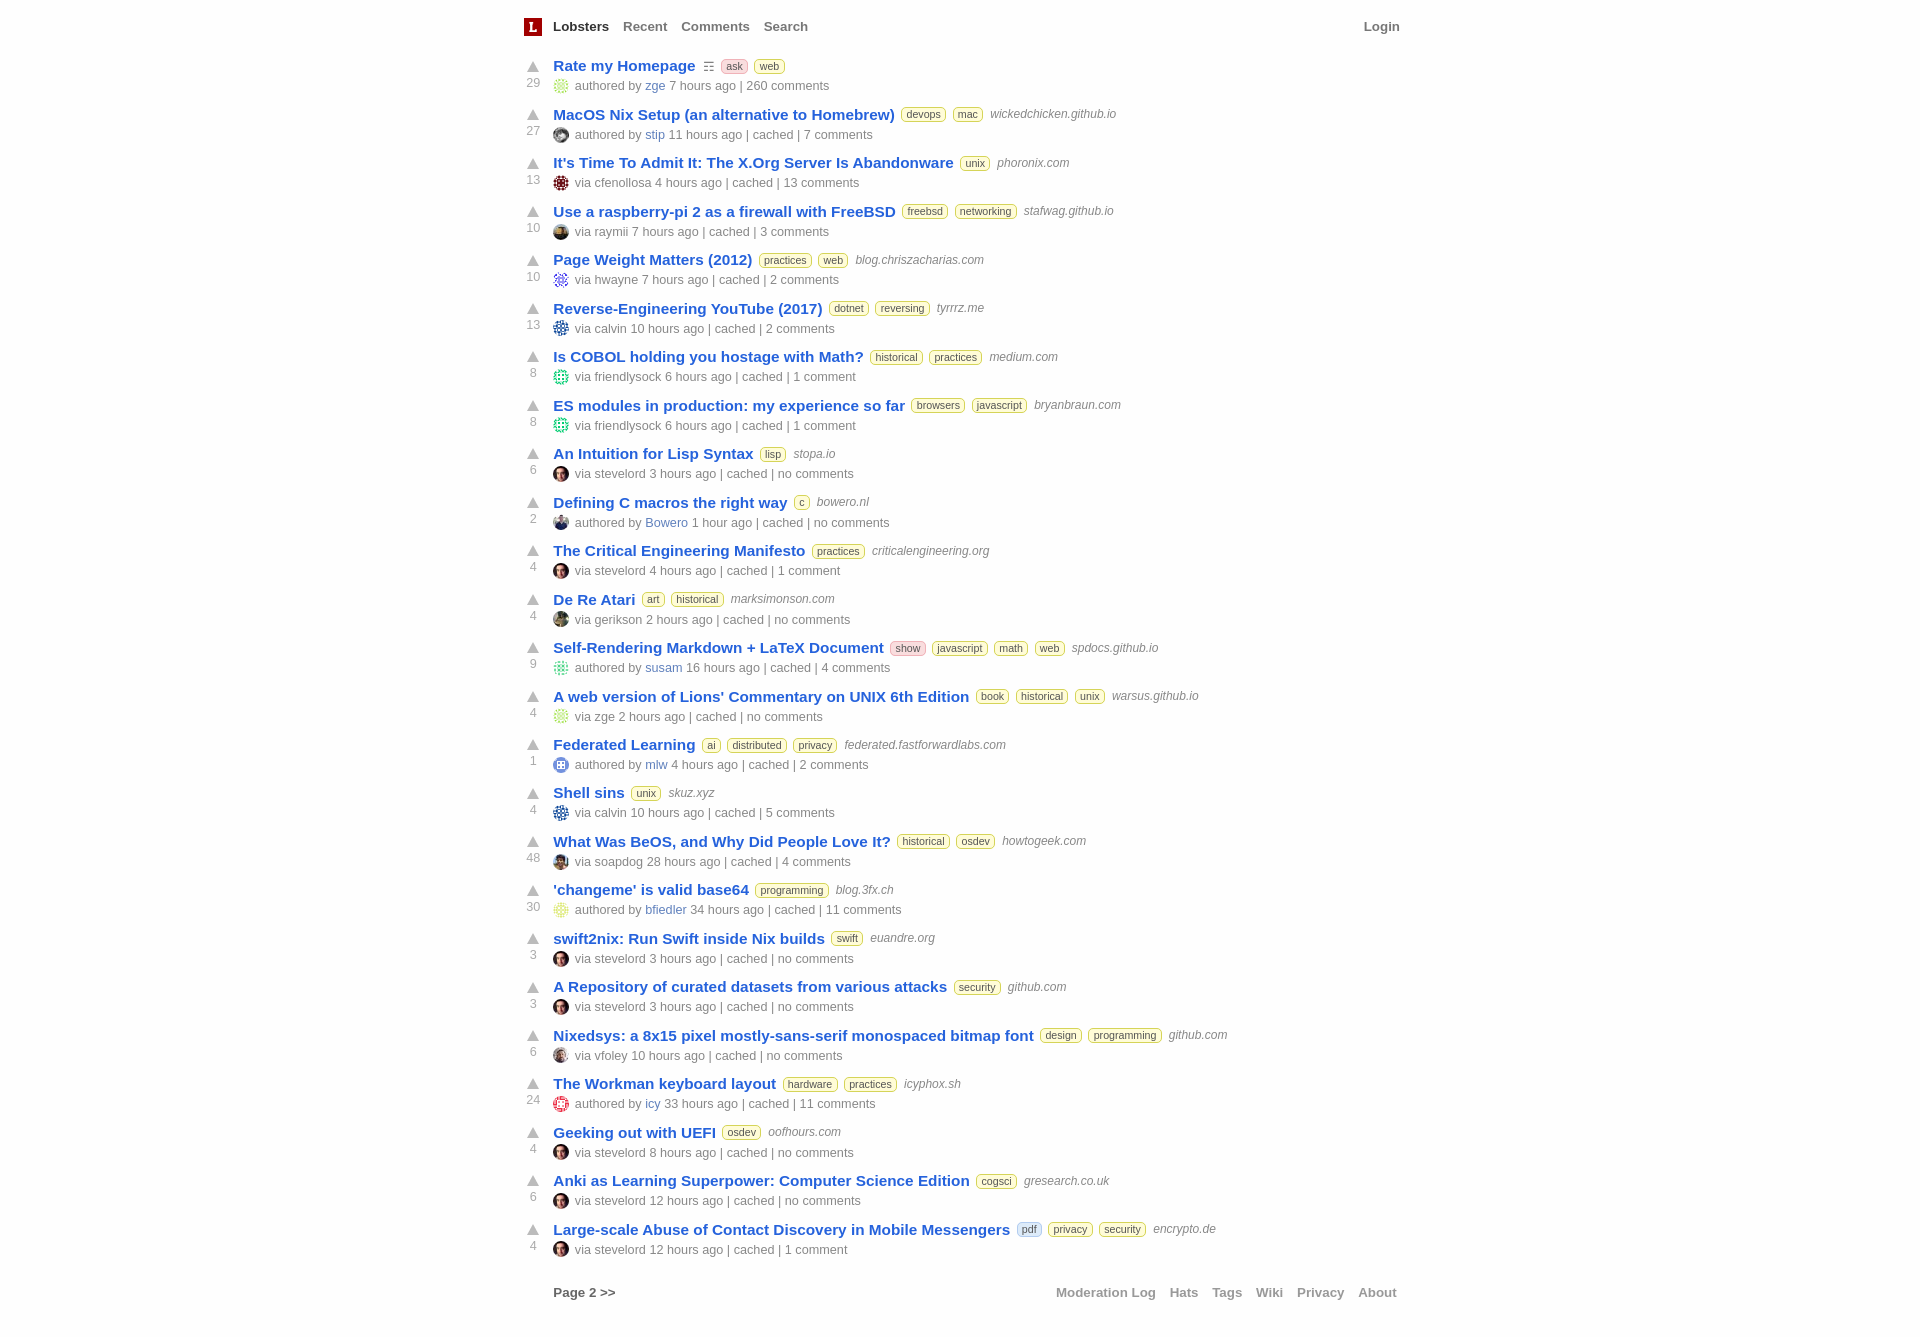 L Lobsters Recent Comments Search Login
Rate my Homepage ☶ ask web
29
authored by zge 7 hours ago | 260 comments
MacOS Nix Setup (an alternative to Homebrew) devops mac wickedchicken.github.io
27
authored by stip 11 hours ago | cached | 7 comments
It's Time To Admit It: The X.Org Server Is Abandonware unix phoronix.com
13
via cfenollosa 4 hours ago | cached | 13 comments
Use a raspberry-pi 2 as a firewall with FreeBSD freebsd networking stafwag.github.io
10
via raymii 7 hours ago | cached | 3 comments
Page Weight Matters (2012) practices web blog.chriszacharias.com
10
via hwayne 7 hours ago | cached | 2 comments
Reverse-Engineering YouTube (2017) dotnet reversing tyrrrz.me
13
via calvin 10 hours ago | cached | 2 comments
Is COBOL holding you hostage with Math? historical practices medium.com
8
via friendlysock 6 hours ago | cached | 1 comment
ES modules in production: my experience so far browsers javascript bryanbraun.com
8
via friendlysock 6 hours ago | cached | 1 comment
An Intuition for Lisp Syntax lisp stopa.io
6
via stevelord 3 hours ago | cached | no comments
Defining C macros the right way c bowero.nl
2
authored by Bowero 1 hour ago | cached | no comments
The Critical Engineering Manifesto practices criticalengineering.org
4
via stevelord 4 hours ago | cached | 1 comment
De Re Atari art historical marksimonson.com
4
via gerikson 2 hours ago | cached | no comments
Self-Rendering Markdown + LaTeX Document show javascript math web spdocs.github.io
9
authored by susam 16 hours ago | cached | 4 comments
A web version of Lions' Commentary on UNIX 6th Edition book historical unix warsus.github.io
4
via zge 2 hours ago | cached | no comments
Federated Learning ai distributed privacy federated.fastforwardlabs.com
1
authored by mlw 4 hours ago | cached | 2 comments
Shell sins unix skuz.xyz
4
via calvin 10 hours ago | cached | 5 comments
What Was BeOS, and Why Did People Love It? historical osdev howtogeek.com
48
via soapdog 28 hours ago | cached | 4 comments
'changeme' is valid base64 programming blog.3fx.ch
30
authored by bfiedler 34 hours ago | cached | 11 comments
swift2nix: Run Swift inside Nix builds swift euandre.org
3
via stevelord 3 hours ago | cached | no comments
A Repository of curated datasets from various attacks security github.com
3
via stevelord 3 hours ago | cached | no comments
Nixedsys: a 8x15 pixel mostly-sans-serif monospaced bitmap font design programming github.com
6
via vfoley 10 hours ago | cached | no comments
The Workman keyboard layout hardware practices icyphox.sh
24
authored by icy 33 hours ago | cached | 11 comments
Geeking out with UEFI osdev oofhours.com
4
via stevelord 8 hours ago | cached | no comments
Anki as Learning Superpower: Computer Science Edition cogsci gresearch.co.uk
6
via stevelord 12 hours ago | cached | no comments
Large-scale Abuse of Contact Discovery in Mobile Messengers pdf privacy security encrypto.de
4
via stevelord 12 hours ago | cached | 1 comment
Page 2 >> Moderation Log Hats Tags Wiki Privacy About